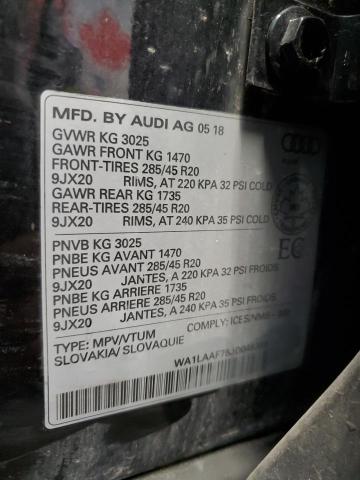 MFD. BY AUDI AG 05 18
GVWR KG 3025
GAWR FRONT KG 1470
FRONT-TIRES 285/45 R20
9JX20 RIMS, AT 220 KPA 32 PSI COLD
GAWR REAR KG 1735
REAR-TIRES 285/45 R20
9JX20 RIMS, AT 240 KPA 35 PSI COLD
PNVB KG 3025
PNBE KG AVANT 1470
PNEUS AVANT 285/45 R20
9JX20 JANTES, A 220 KPA 32 PSI FROIDS
PNBE KG ARRIERE 1735
PNEUS ARRIERE 285/45 R20
9JX20 JANTES, A 240 KPA 35 PSI FROIDS
EC
TYPE: MPV/VTUM COMPLY:
SLOVAKIA/ SLOVAQUIE